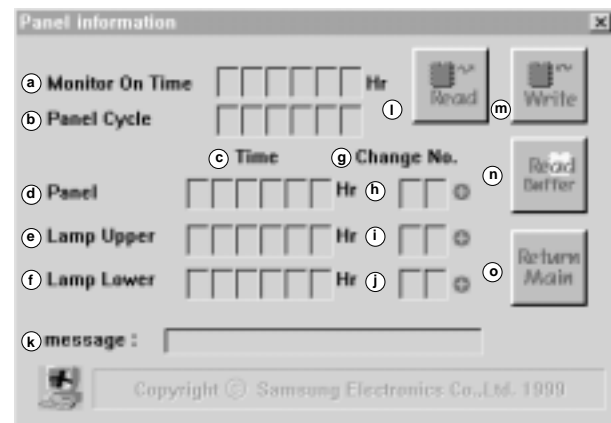 Panel information
a Monitor On Time Hr
l Read m Write
b Panel Cycle
c Time g Change No.
n Read Buffer
d Panel Hr h
e Lamp Upper Hr i
f Lamp Lower Hr j
o Return Main
k message :
Copyright © Samsung Electronics Co.,Ltd. 1999